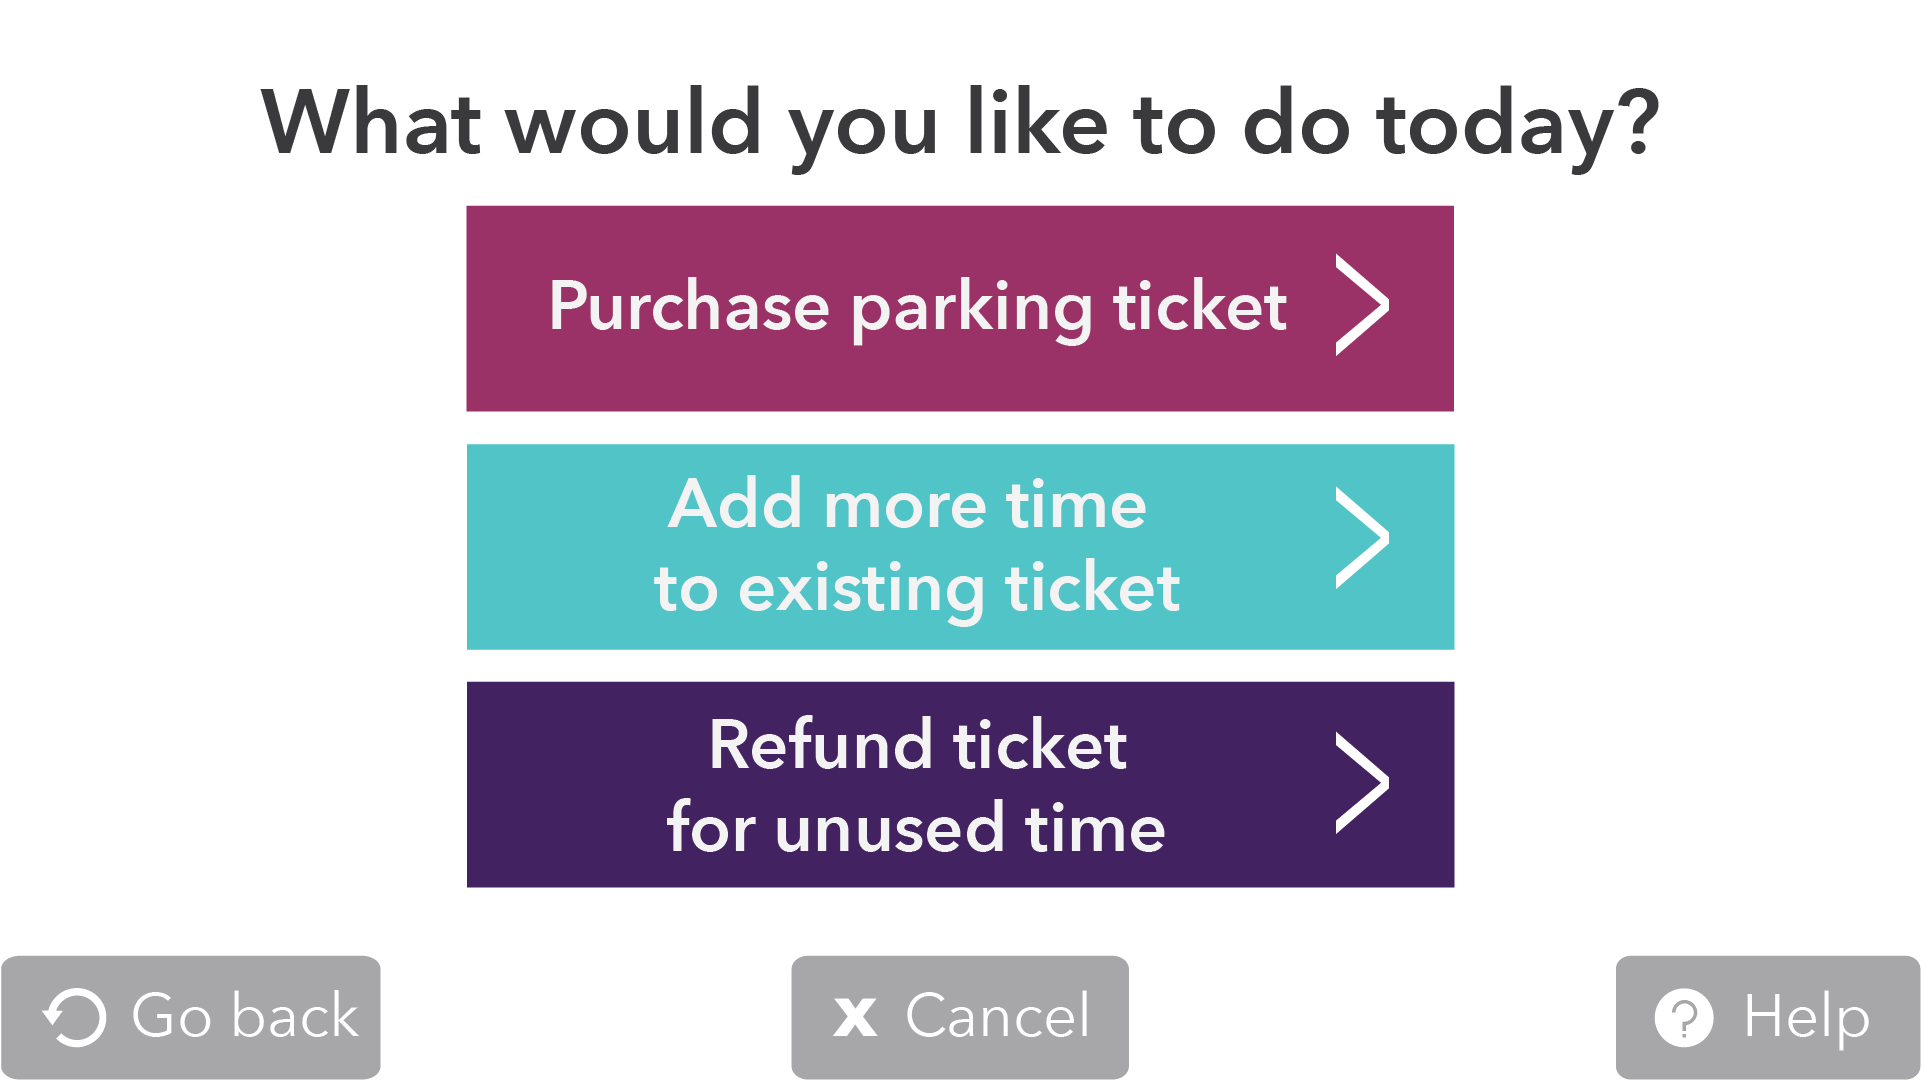 What would you like to do today?
Purchase parking ticket
Add more time
to existing ticket
Refund ticket
for unused time
Go back
x Cancel
? Help